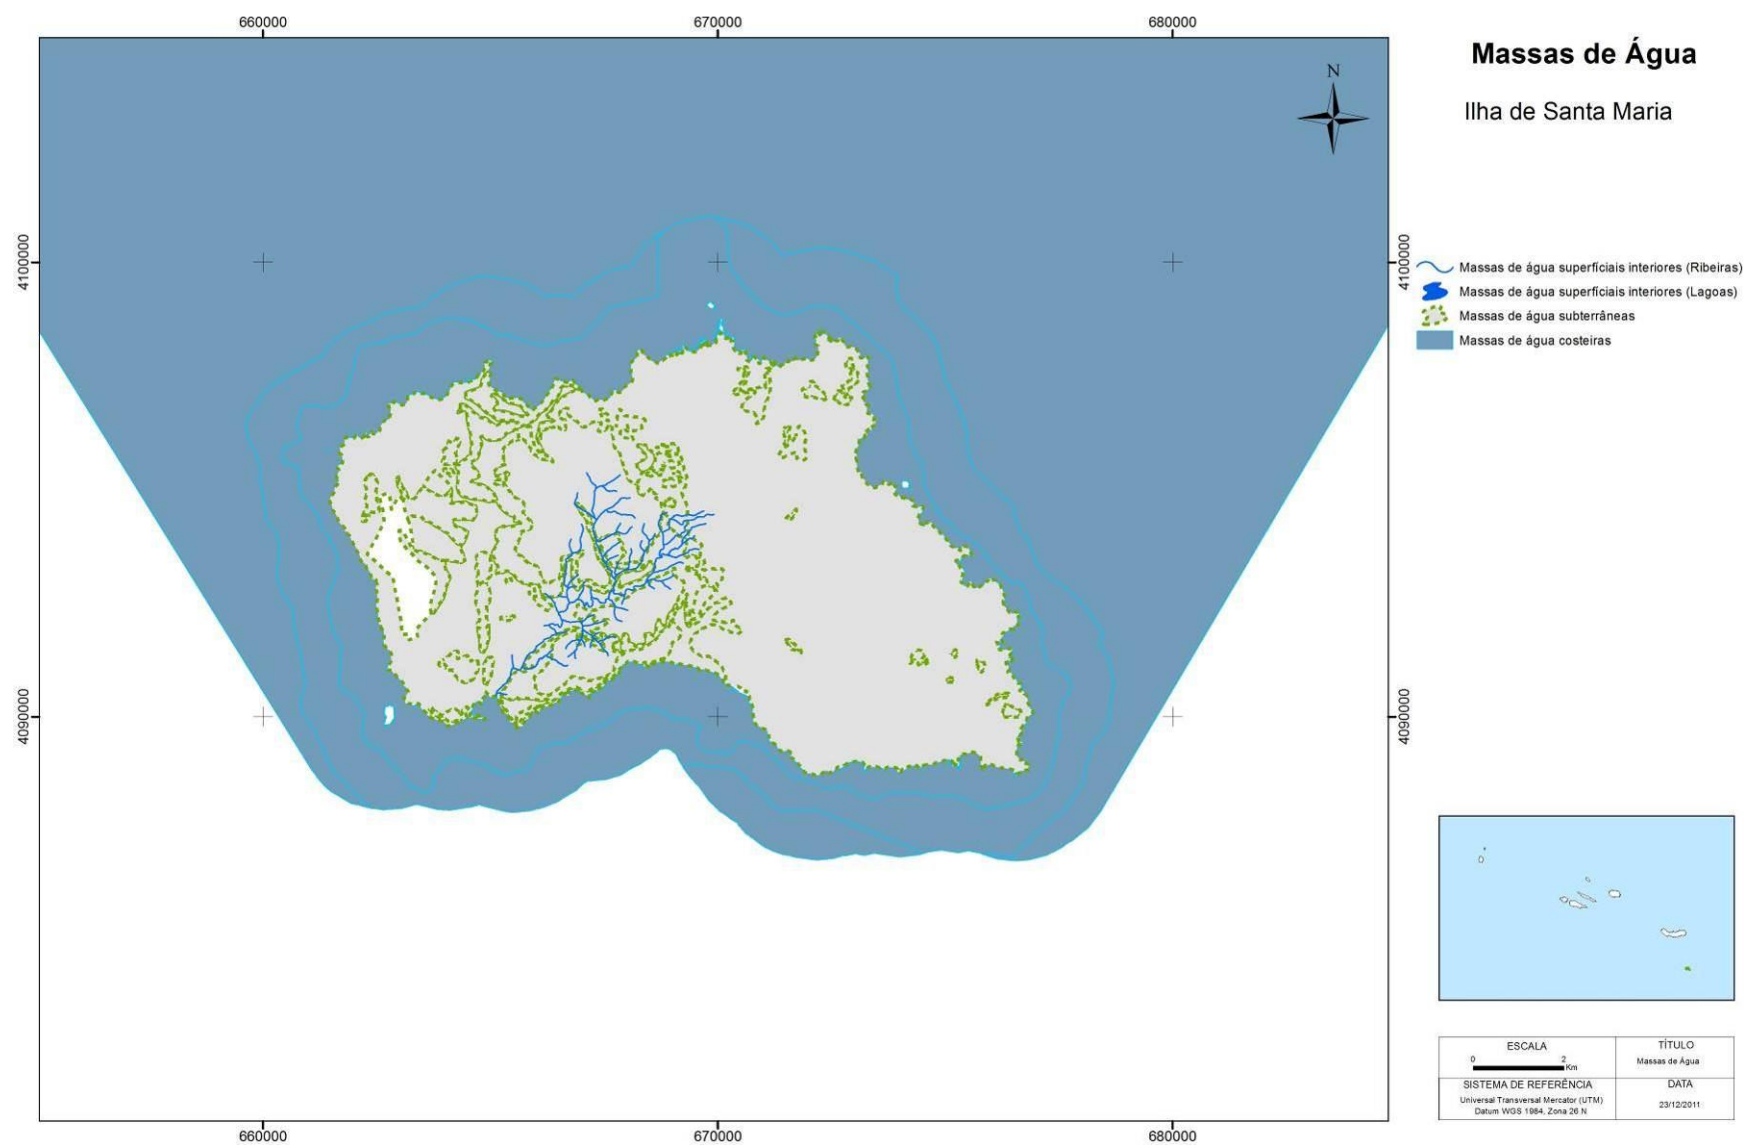 660000
670000
680000
Massas de Água
Ilha de Santa Maria
N
4100000
4100000
Massas de água superfíciais interiores (Ribeiras)
Massas de água superfíciais interiores (Lagoas)
Massas de água subterrâneas
Massas de água costeiras
4090000
4090000
ESCALA
0 2
Km
TÍTULO
Massas de Água
SISTEMA DE REFERÊNCIA
Universal Transversal Mercator (UTM)
Datum WGS 1984, Zona 26 N
DATA
23/12/2011
660000
670000
680000